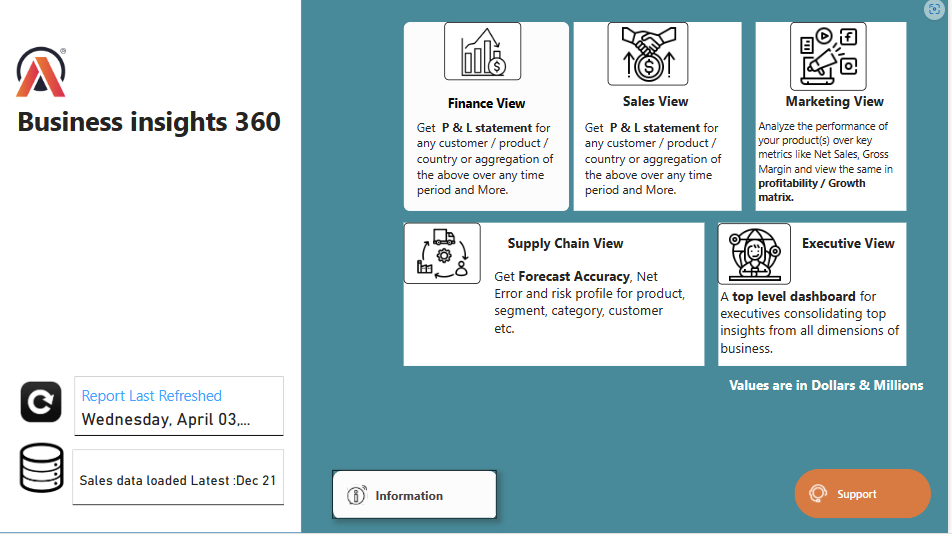 Business insights 360
Finance View
Get P & L statement for
any customer / product /
country or aggregation of
the above over any time
period and More.
Sales View
Get P & L statement for
any customer / product /
country or aggregation of
the above over any time
period and More.
Marketing View
Analyze the performance of
your product(s) over key
metrics like Net Sales, Gross
Margin and view the same in
profitability / Growth
matrix.
Supply Chain View
Get Forecast Accuracy, Net
Error and risk profile for product,
segment, category, customer
etc.
Executive View
A top level dashboard for
executives consolidating top
insights from all dimensions of
business.
Values are in Dollars & Millions
Report Last Refreshed
Wednesday, April 03,...
Sales data loaded Latest :Dec 21
Information
Support